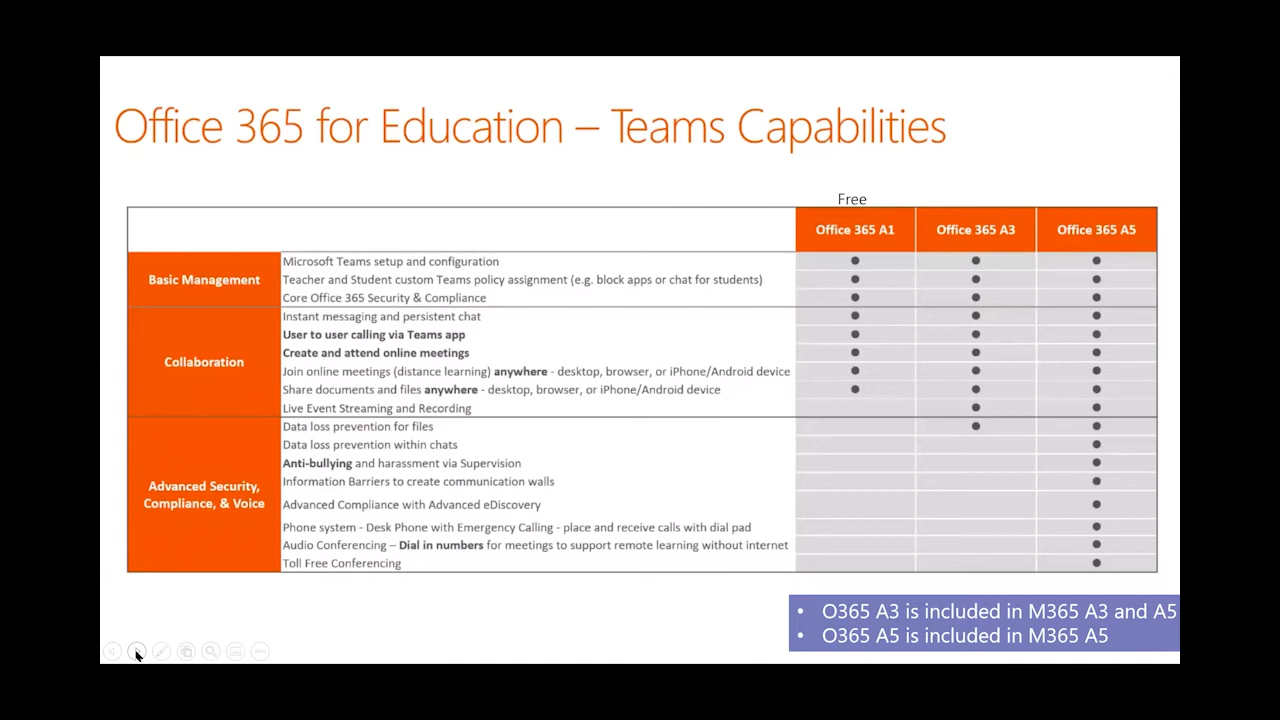 Office 365 for Education – Teams Capabilities
Free
Office 365 A1 Office 365 A3 Office 365 A5
Basic Management
Microsoft Teams setup and configuration
Teacher and Student custom Teams policy assignment (e.g. block apps or chat for students)
Core Office 365 Security & Compliance
Collaboration
Instant messaging and persistent chat
User to user calling via Teams app
Create and attend online meetings
Join online meetings (distance learning) anywhere - desktop, browser, or iPhone/Android device
Share documents and files anywhere - desktop, browser, or iPhone/Android device
Live Event Streaming and Recording
Advanced Security,
Compliance, & Voice
Data loss prevention for files
Data loss prevention within chats
Anti-bullying and harassment via Supervision
Information Barriers to create communication walls
Advanced Compliance with Advanced eDiscovery
Phone system - Desk Phone with Emergency Calling - place and receive calls with dial pad
Audio Conferencing – Dial in numbers for meetings to support remote learning without internet
Toll Free Conferencing
• O365 A3 is included in M365 A3 and A5
• O365 A5 is included in M365 A5